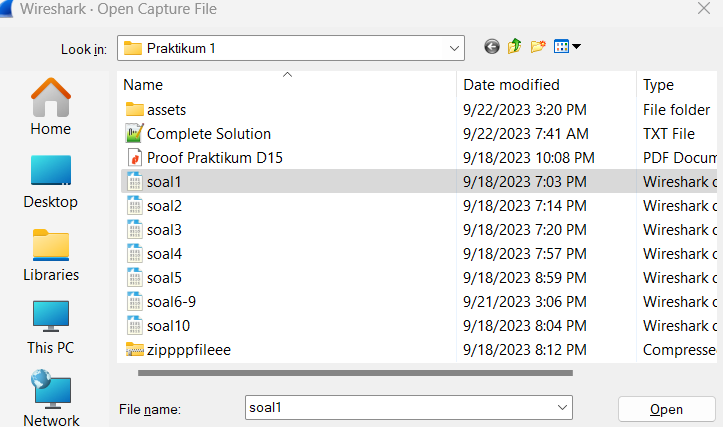 Wireshark · Open Capture File
Look in: Praktikum 1
Name Date modified Type
assets 9/22/2023 3:20 PM File folder
Complete Solution 9/22/2023 7:41 AM TXT File
Proof Praktikum D15 9/18/2023 10:08 PM PDF Docum
soal1 9/18/2023 7:03 PM Wireshark c
soal2 9/18/2023 7:14 PM Wireshark c
soal3 9/18/2023 7:20 PM Wireshark c
soal4 9/18/2023 7:57 PM Wireshark c
soal5 9/18/2023 8:59 PM Wireshark c
soal6-9 9/21/2023 3:06 PM Wireshark c
soal10 9/18/2023 8:04 PM Wireshark c
zippppfileee 9/18/2023 8:12 PM Compressed
Home
Desktop
Libraries
This PC
Network
File name: soal1 Open